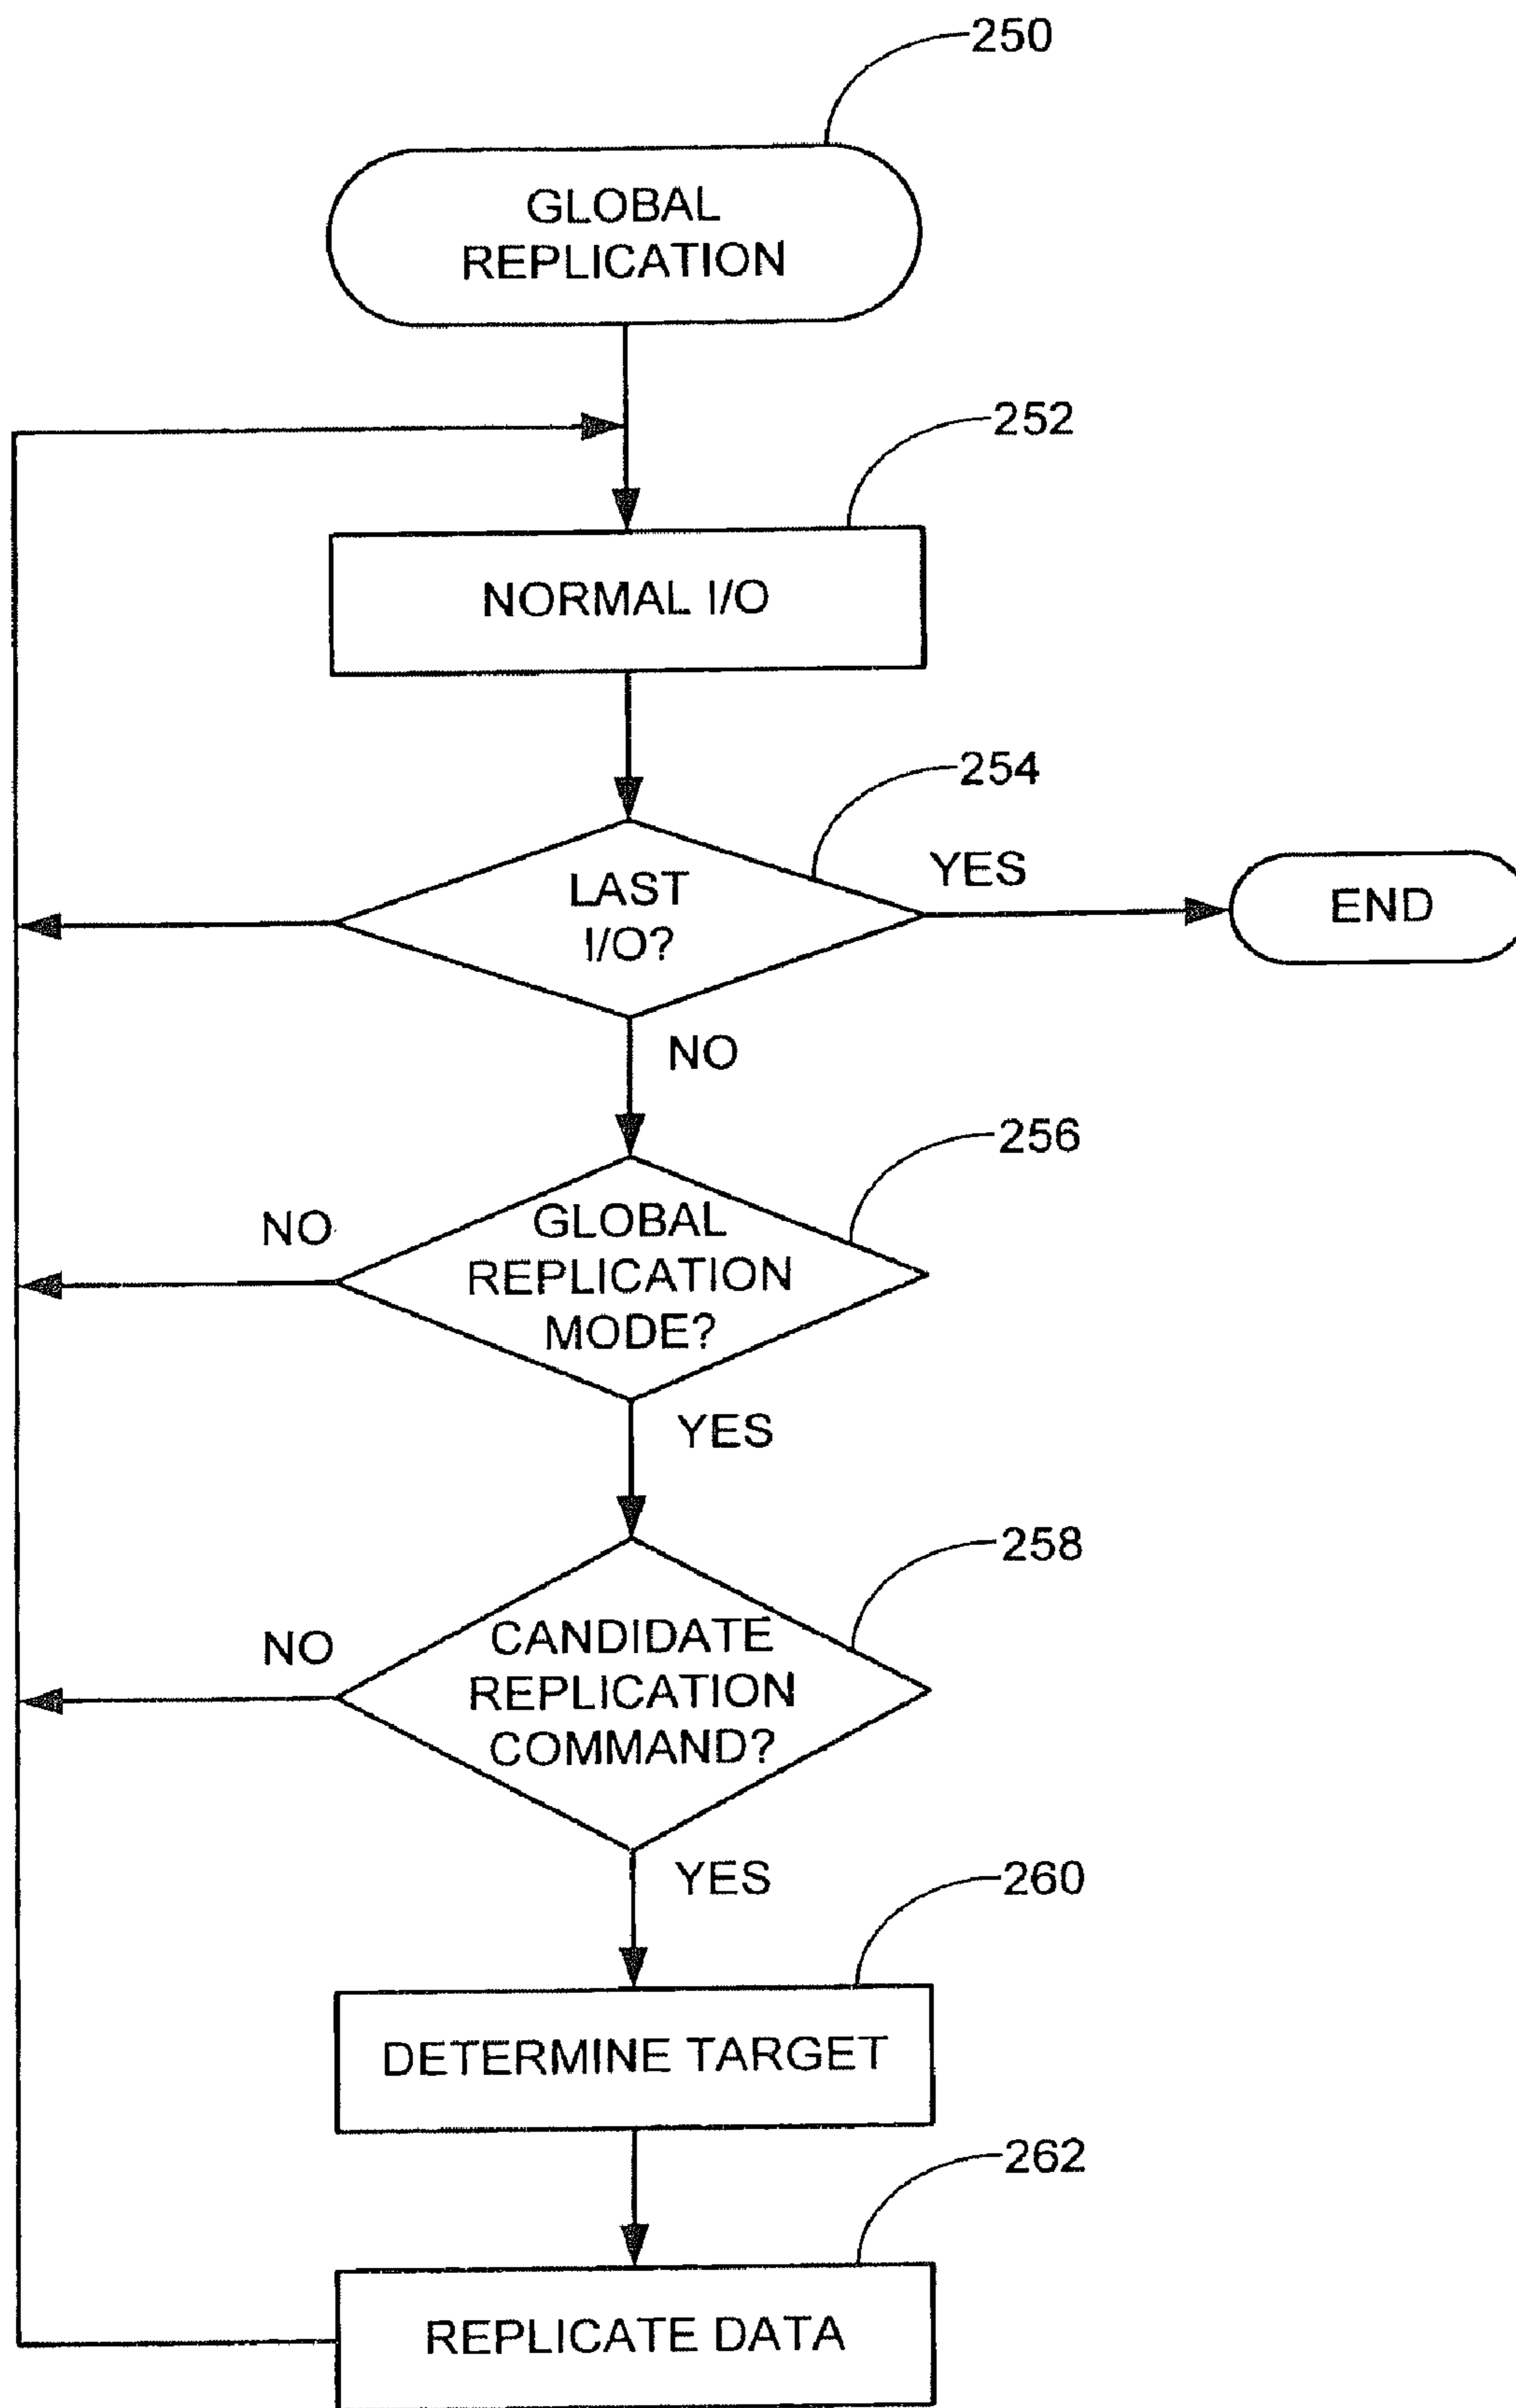 250
GLOBAL
REPLICATION
252
NORMAL I/O
254
LAST
I/O?
YES
END
NO
256
GLOBAL
REPLICATION
MODE?
NO
YES
258
CANDIDATE
REPLICATION
COMMAND?
NO
YES
260
DETERMINE TARGET
262
REPLICATE DATA